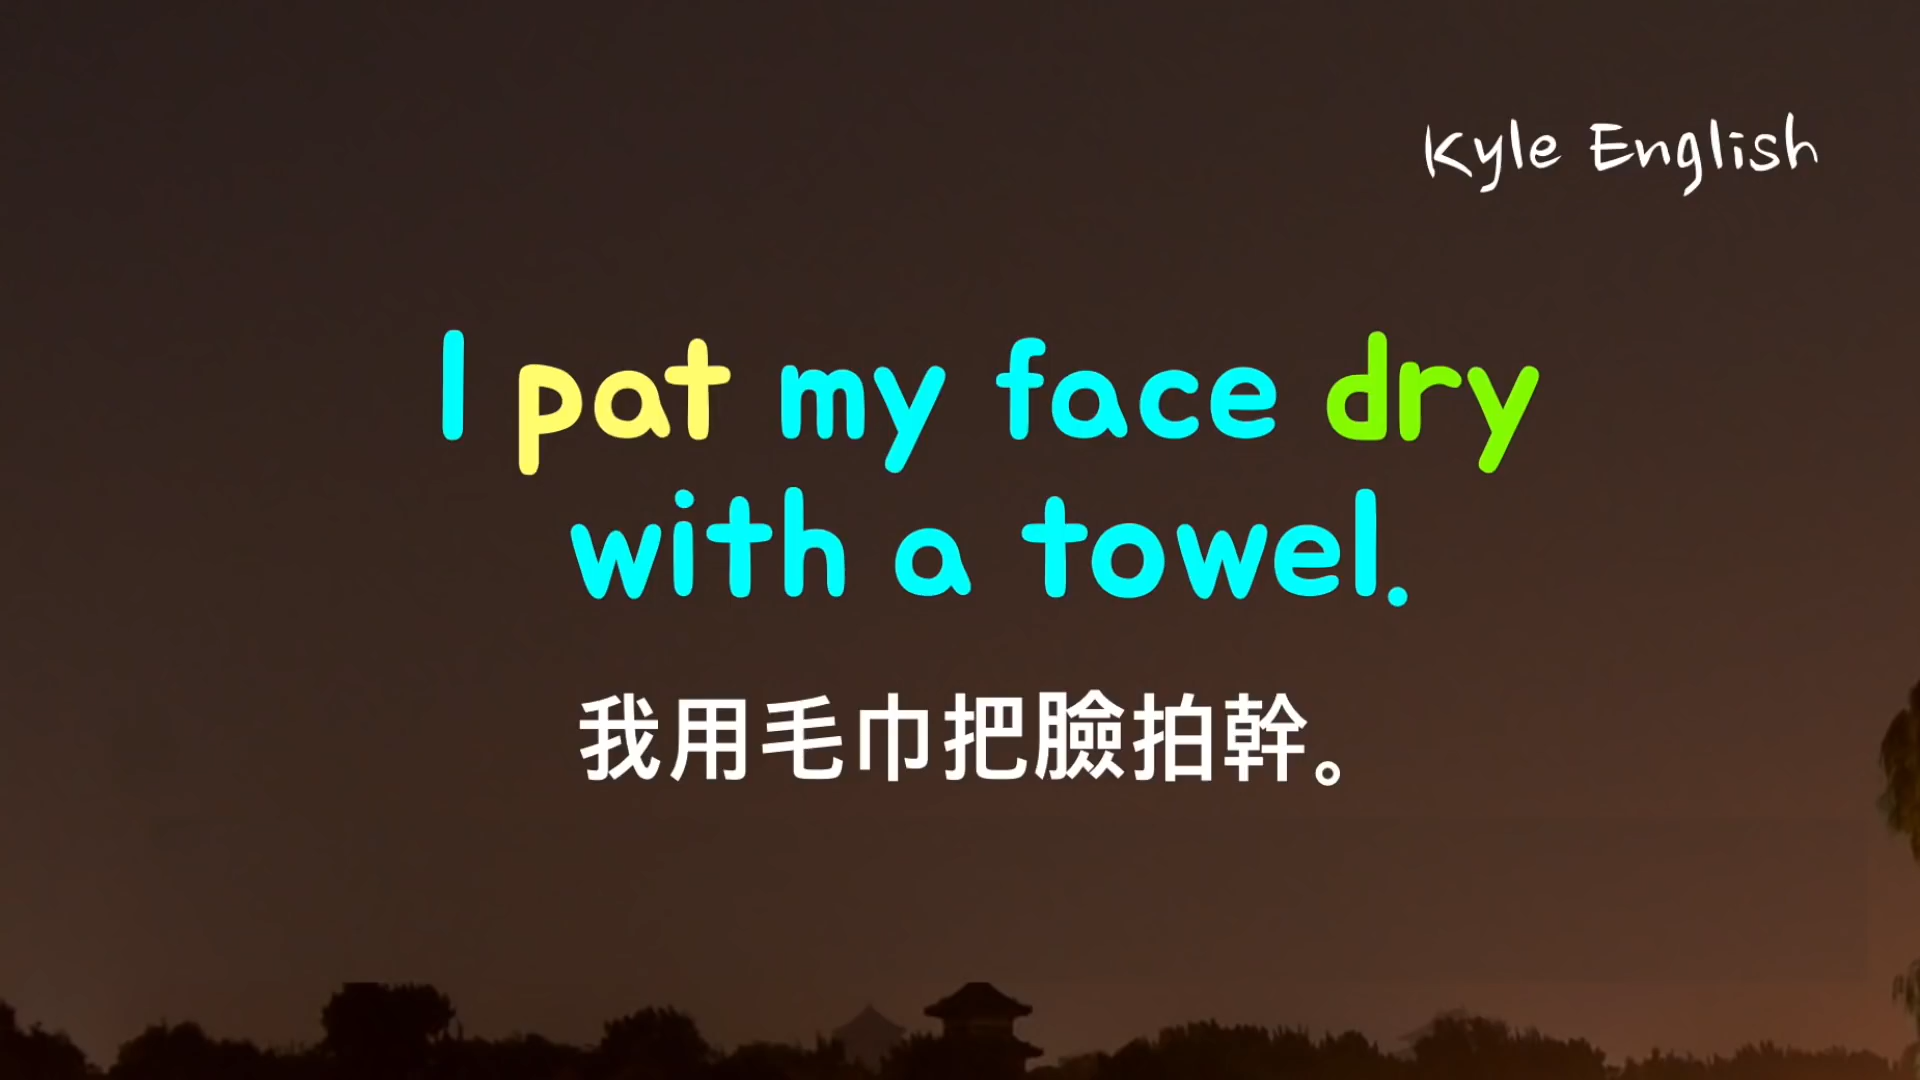 Kyle English
I pat my face dry
with a towel.
我用毛巾把臉拍幹。